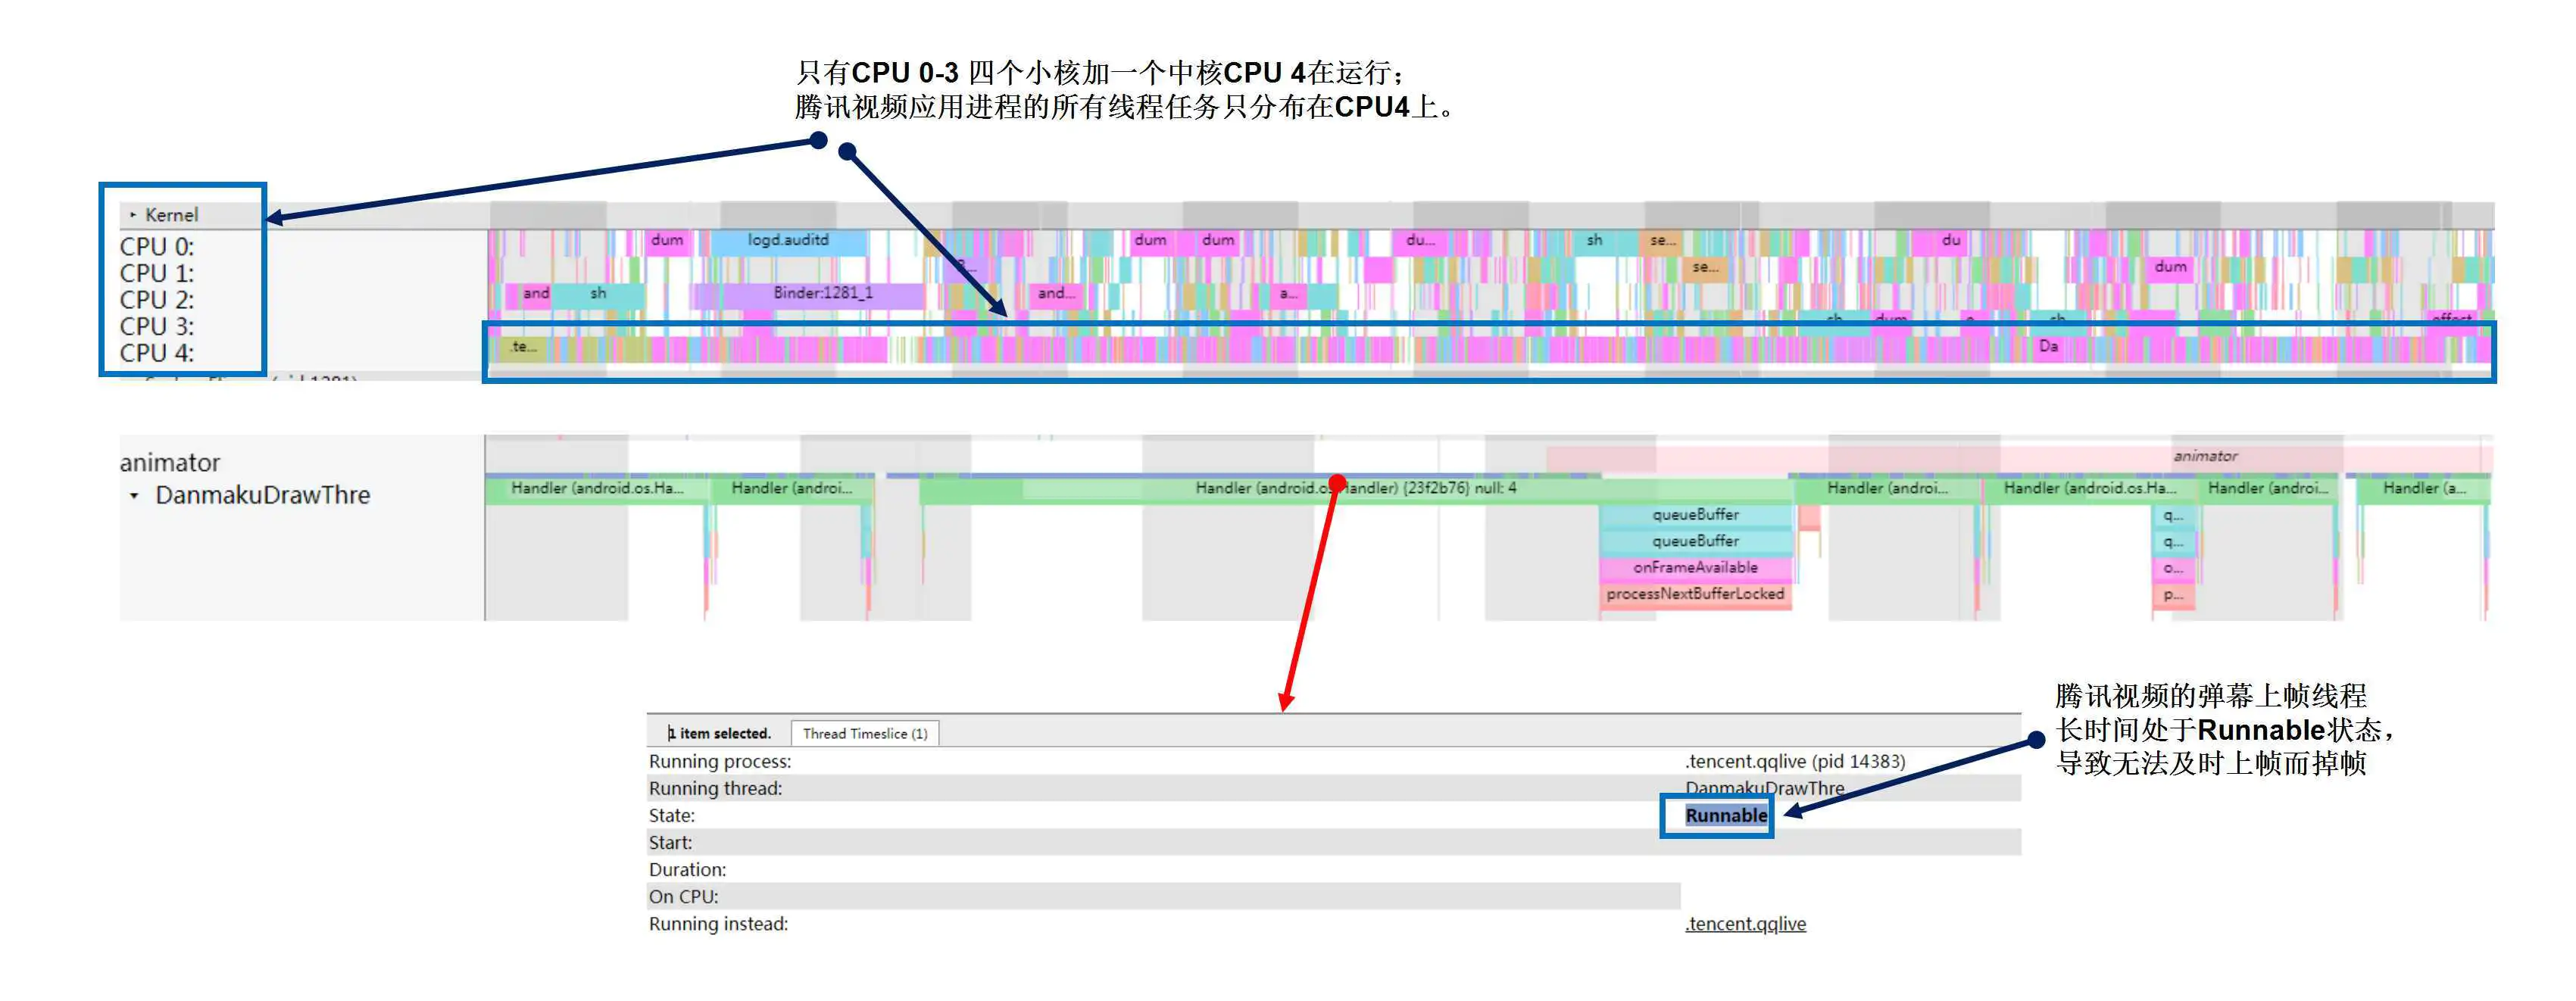 只有CPU 0-3 四个小核加一个中核CPU 4在运行；
腾讯视频应用进程的所有线程任务只分布在CPU4上。
Kernel
CPU 0:
CPU 1:
CPU 2:
CPU 3:
CPU 4:
dum
logd.auditd
dum
dum
du...
sh
se...
du
se...
dum
and
sh
Binder:1281_1
and...
a...
.te...
Da
animator
DanmakuDrawThre
animator
Handler (android.os.Ha...
Handler (androi...
Handler (android.os.Handler) {23f2b76} null: 4
Handler (androi...
Handler (android.os.Ha...
Handler (androi...
Handler (a...
queueBuffer
q...
queueBuffer
q...
onFrameAvailable
o...
processNextBufferLocked
p...
腾讯视频的弹幕上帧线程
长时间处于Runnable状态，
导致无法及时上帧而掉帧
1 item selected.
Thread Timeslice (1)
Running process:
.tencent.qqlive (pid 14383)
Running thread:
DanmakuDrawThre
State:
Runnable
Start:
Duration:
On CPU:
Running instead:
.tencent.qqlive